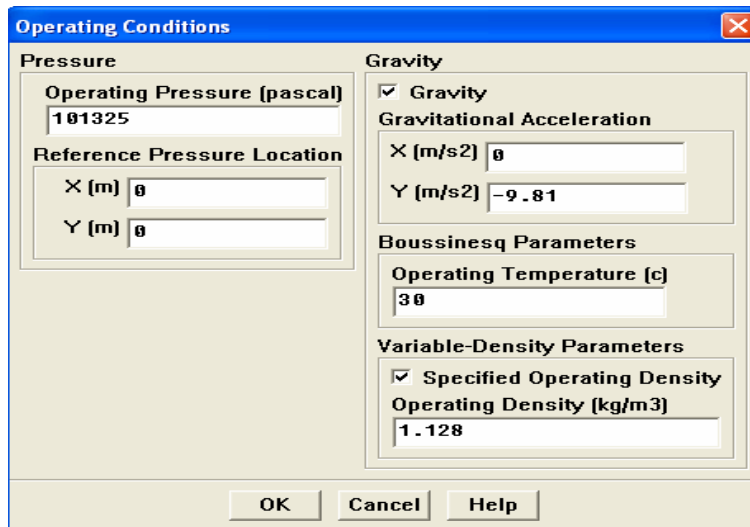 Operating Conditions
Pressure
Operating Pressure (pascal)
101325
Reference Pressure Location
X (m) 0
Y (m) 0
Gravity
Gravity
Gravitational Acceleration
X (m/s2) 0
Y (m/s2) -9.81
Boussinesq Parameters
Operating Temperature (c)
30
Variable-Density Parameters
Specified Operating Density
Operating Density (kg/m3)
1.128
OK Cancel Help